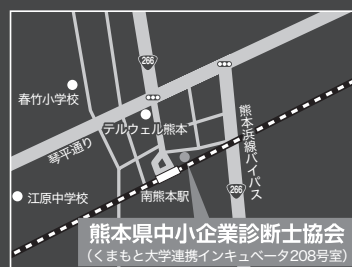 266
春竹小学校
テルウェル熊本
琴平通り
熊本浜線バイパス
266
江原中学校
南熊本駅
熊本県中小企業診断士協会
（くまもと大学連携インキュベータ208号室）